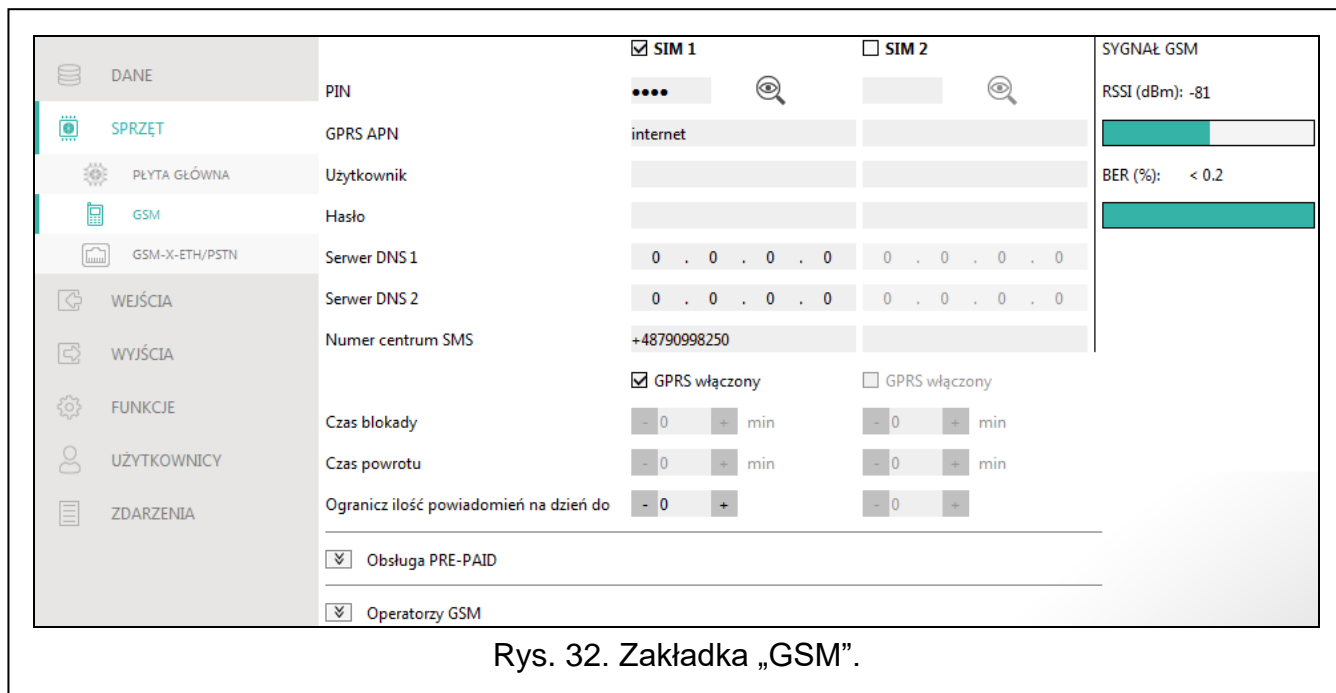 DANE
SPRZĘT
PŁYTA GŁÓWNA
GSM
GSM-X-ETH/PSTN
WEJŚCIA
WYJŚCIA
FUNKCJE
UŻYTKOWNICY
ZDARZENIA
SIM 1 SIM 2
PIN ••••
GPRS APN internet
Użytkownik
Hasło
Serwer DNS 1 0 . 0 . 0 . 0 0 . 0 . 0 . 0
Serwer DNS 2 0 . 0 . 0 . 0 0 . 0 . 0 . 0
Numer centrum SMS +48790998250
GPRS włączony GPRS włączony
Czas blokady - 0 + min - 0 + min
Czas powrotu - 0 + min - 0 + min
Ogranicz ilość powiadomień na dzień do - 0 + - 0 +
Obsługa PRE-PAID
Operatorzy GSM
SYGNAŁ GSM
RSSI (dBm): -81
BER (%): < 0.2
Rys. 32. Zakładka „GSM”.